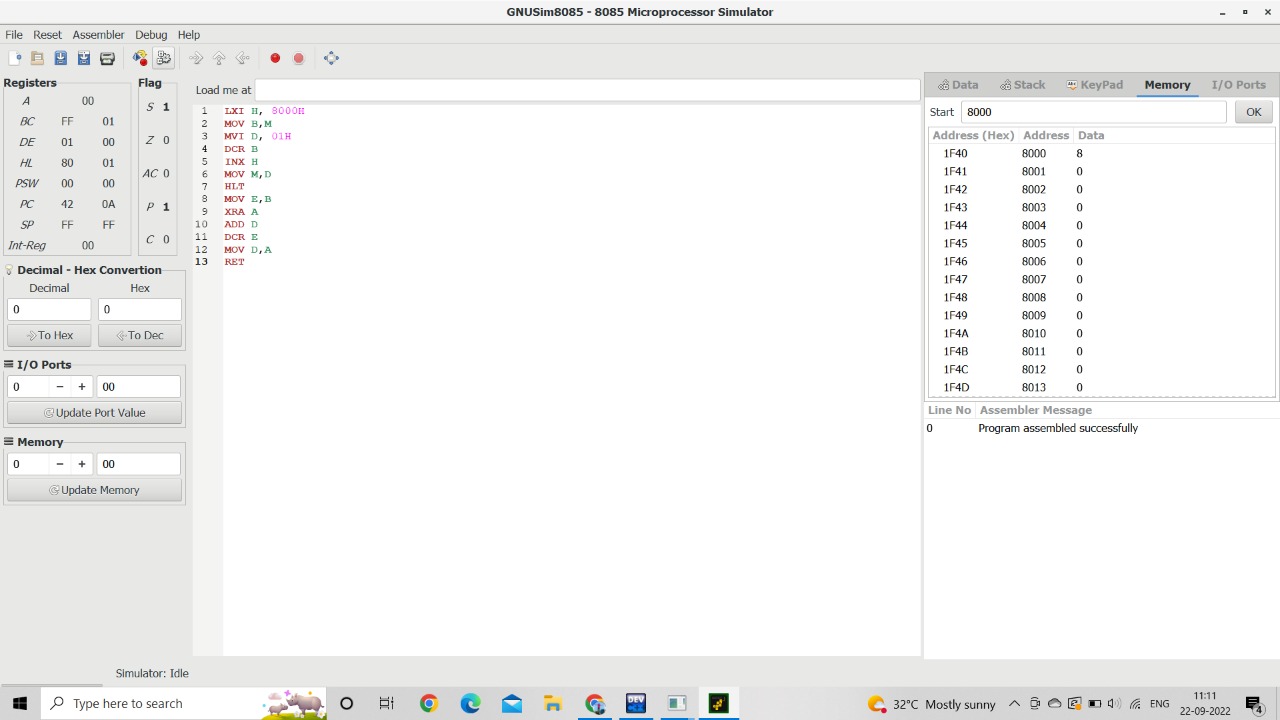 GNUSim8085 - 8085 Microprocessor Simulator
File Reset Assembler Debug Help
Registers
A 00
BC FF 01
DE 01 00
HL 80 01
PSW 00 00
PC 42 0A
SP FF FF
Int-Reg 00
Flag
S 1
Z 0
AC 0
P 1
C 0
Decimal - Hex Convertion
Decimal Hex
0 0
To Hex To Dec
I/O Ports
0 − + 00
Update Port Value
Memory
0 − + 00
Update Memory
Load me at
1 LXI H, 8000H
2 MOV B,M
3 MVI D, 01H
4 DCR B
5 INX H
6 MOV M,D
7 HLT
8 MOV E,B
9 XRA A
10 ADD D
11 DCR E
12 MOV D,A
13 RET
Data Stack KeyPad Memory I/O Ports
Start 8000 OK
Address (Hex) Address Data
1F40 8000 8
1F41 8001 0
1F42 8002 0
1F43 8003 0
1F44 8004 0
1F45 8005 0
1F46 8006 0
1F47 8007 0
1F48 8008 0
1F49 8009 0
1F4A 8010 0
1F4B 8011 0
1F4C 8012 0
1F4D 8013 0
Line No Assembler Message
0 Program assembled successfully
Simulator: Idle
Type here to search
DEV
32°C Mostly sunny
ENG
11:11
22-09-2022
4